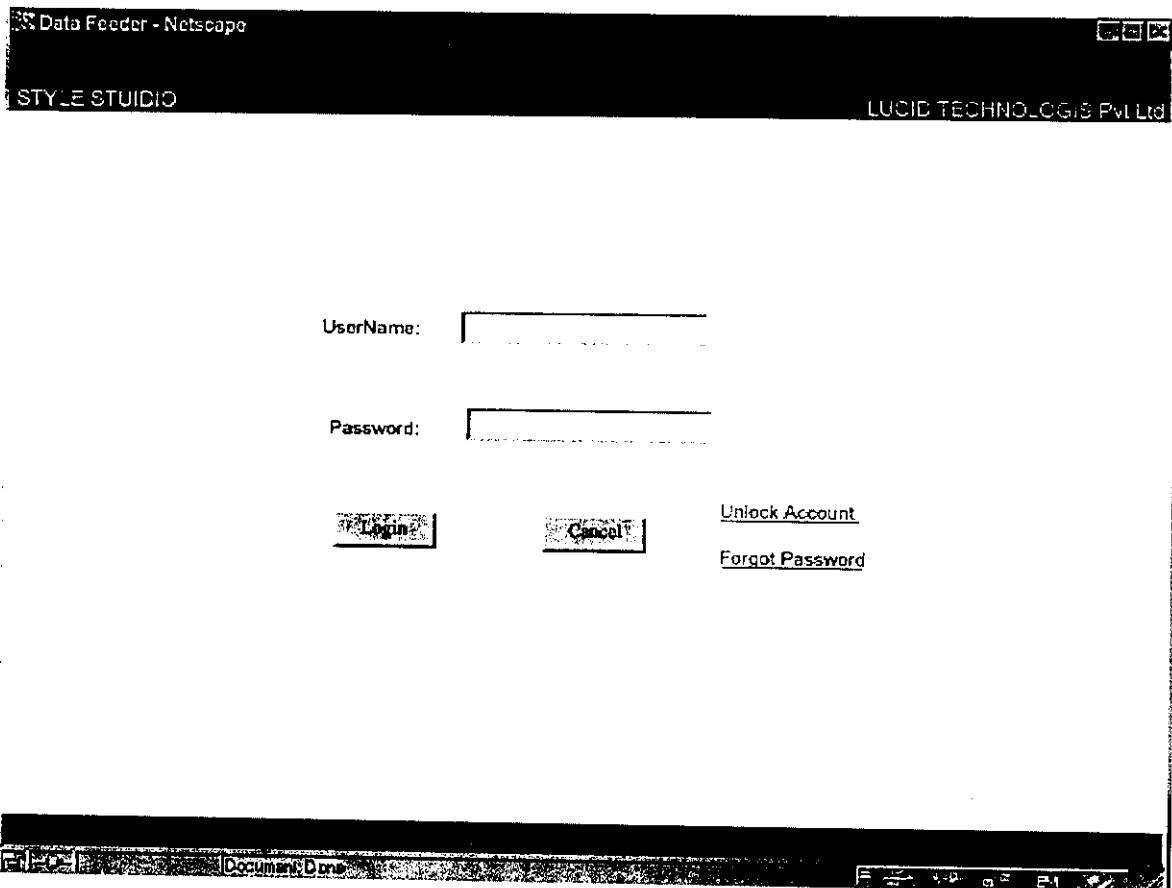 Data Feeder - Netscape
STYLE STUIDIO
LUCID TECHNOLOGIS Pvt Ltd
UserName:
Password:
Login
Cancel
Unlock Account
Forgot Password
Document: Done